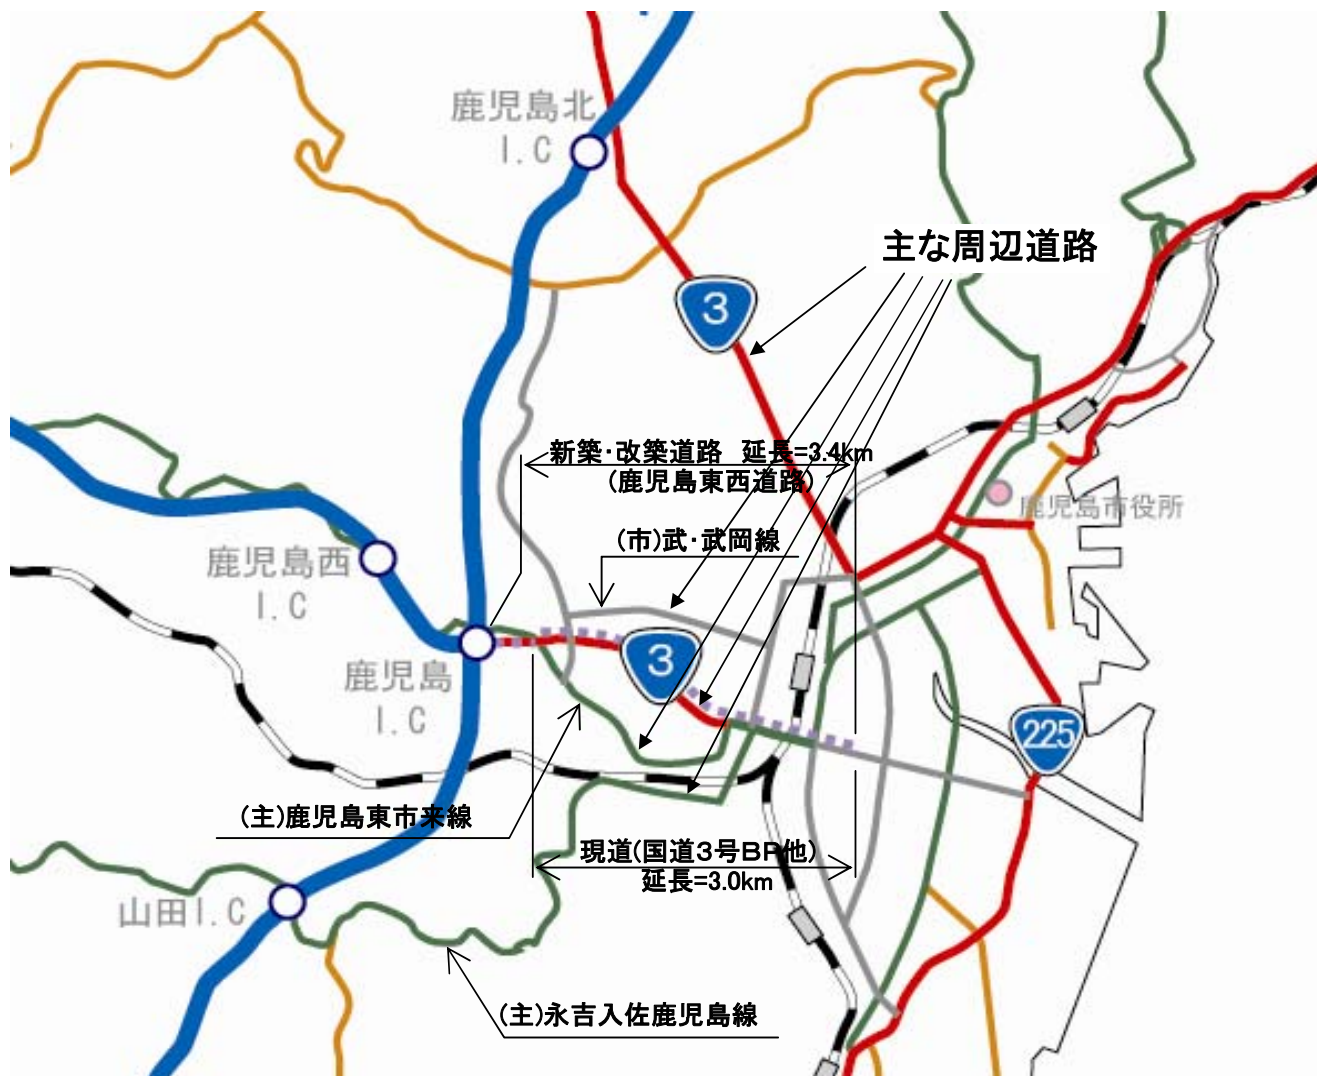 鹿児島北
I.C
主な周辺道路
3
新築・改築道路　延長=3.4km
(鹿児島東西道路)
鹿児島市役所
(市)武・武岡線
鹿児島西
I.C
3
鹿児島
I.C
225
(主)鹿児島東市来線
現道(国道3号BP他)
延長=3.0km
山田I.C
(主)永吉入佐鹿児島線